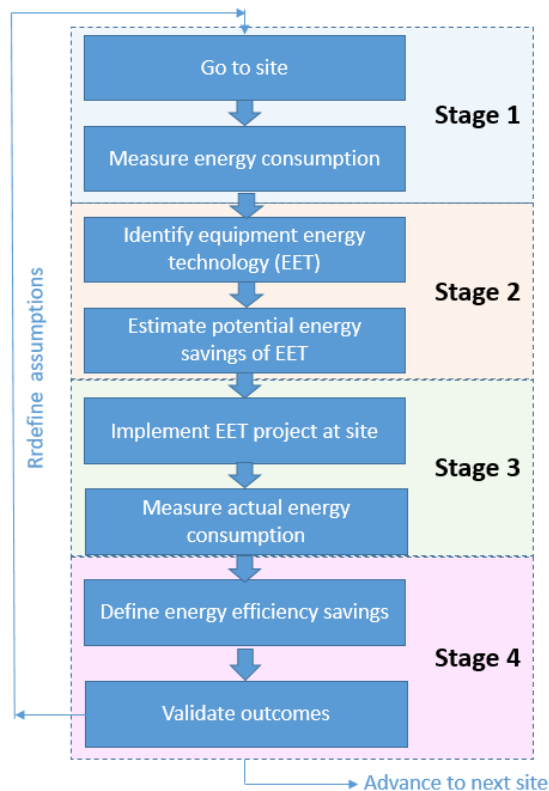 Go to site
Stage 1
Measure energy consumption
Identify equipment energy
technology (EET)
Stage 2
Estimate potential energy
savings of EET
Rrdefine assumptions
Implement EET project at site
Stage 3
Measure actual energy
consumption
Define energy efficiency savings
Stage 4
Validate outcomes
Advance to next site